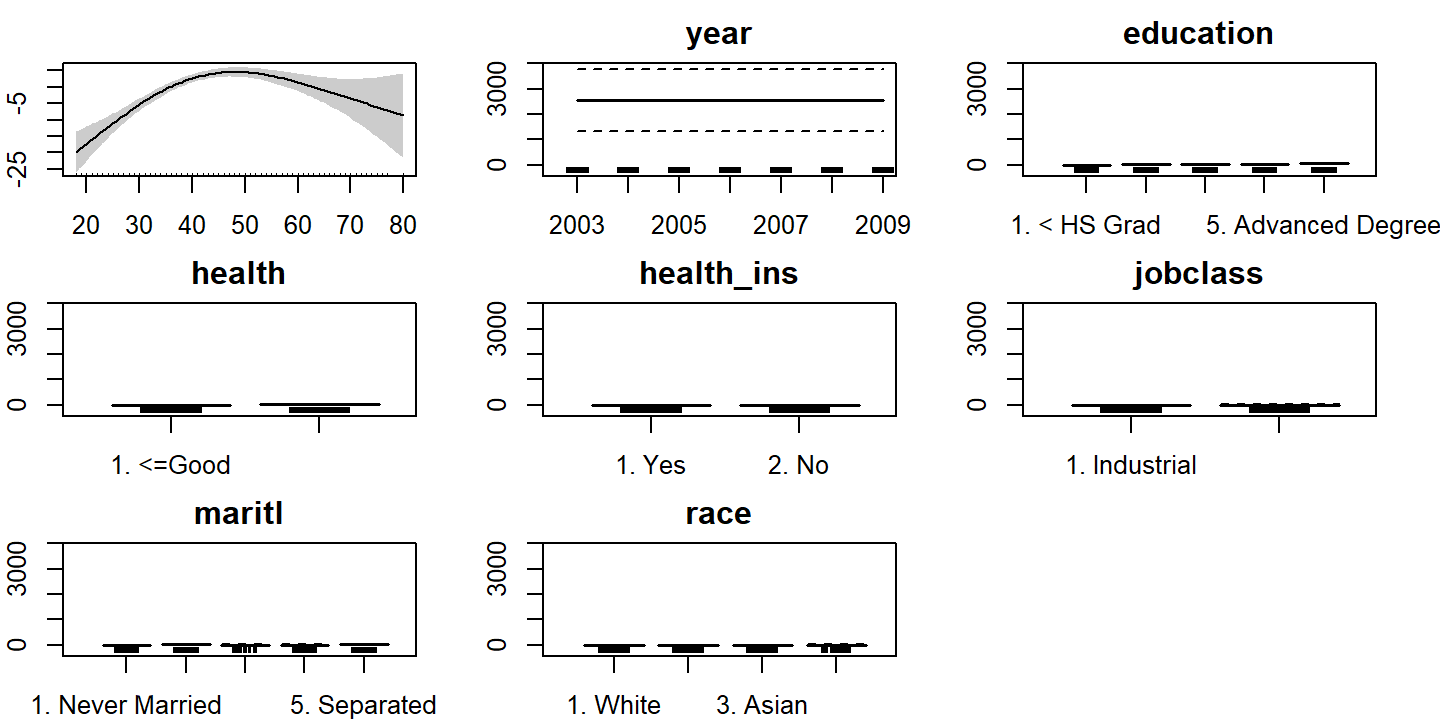 year education
-25 -5
0 3000
0 3000
20 30 40 50 60 70 80
2003 2005 2007 2009
1. < HS Grad 5. Advanced Degree
health health_ins jobclass
0 3000
0 3000
0 3000
1. <=Good
1. Yes 2. No
1. Industrial
maritl race
0 3000
0 3000
1. Never Married 5. Separated
1. White 3. Asian